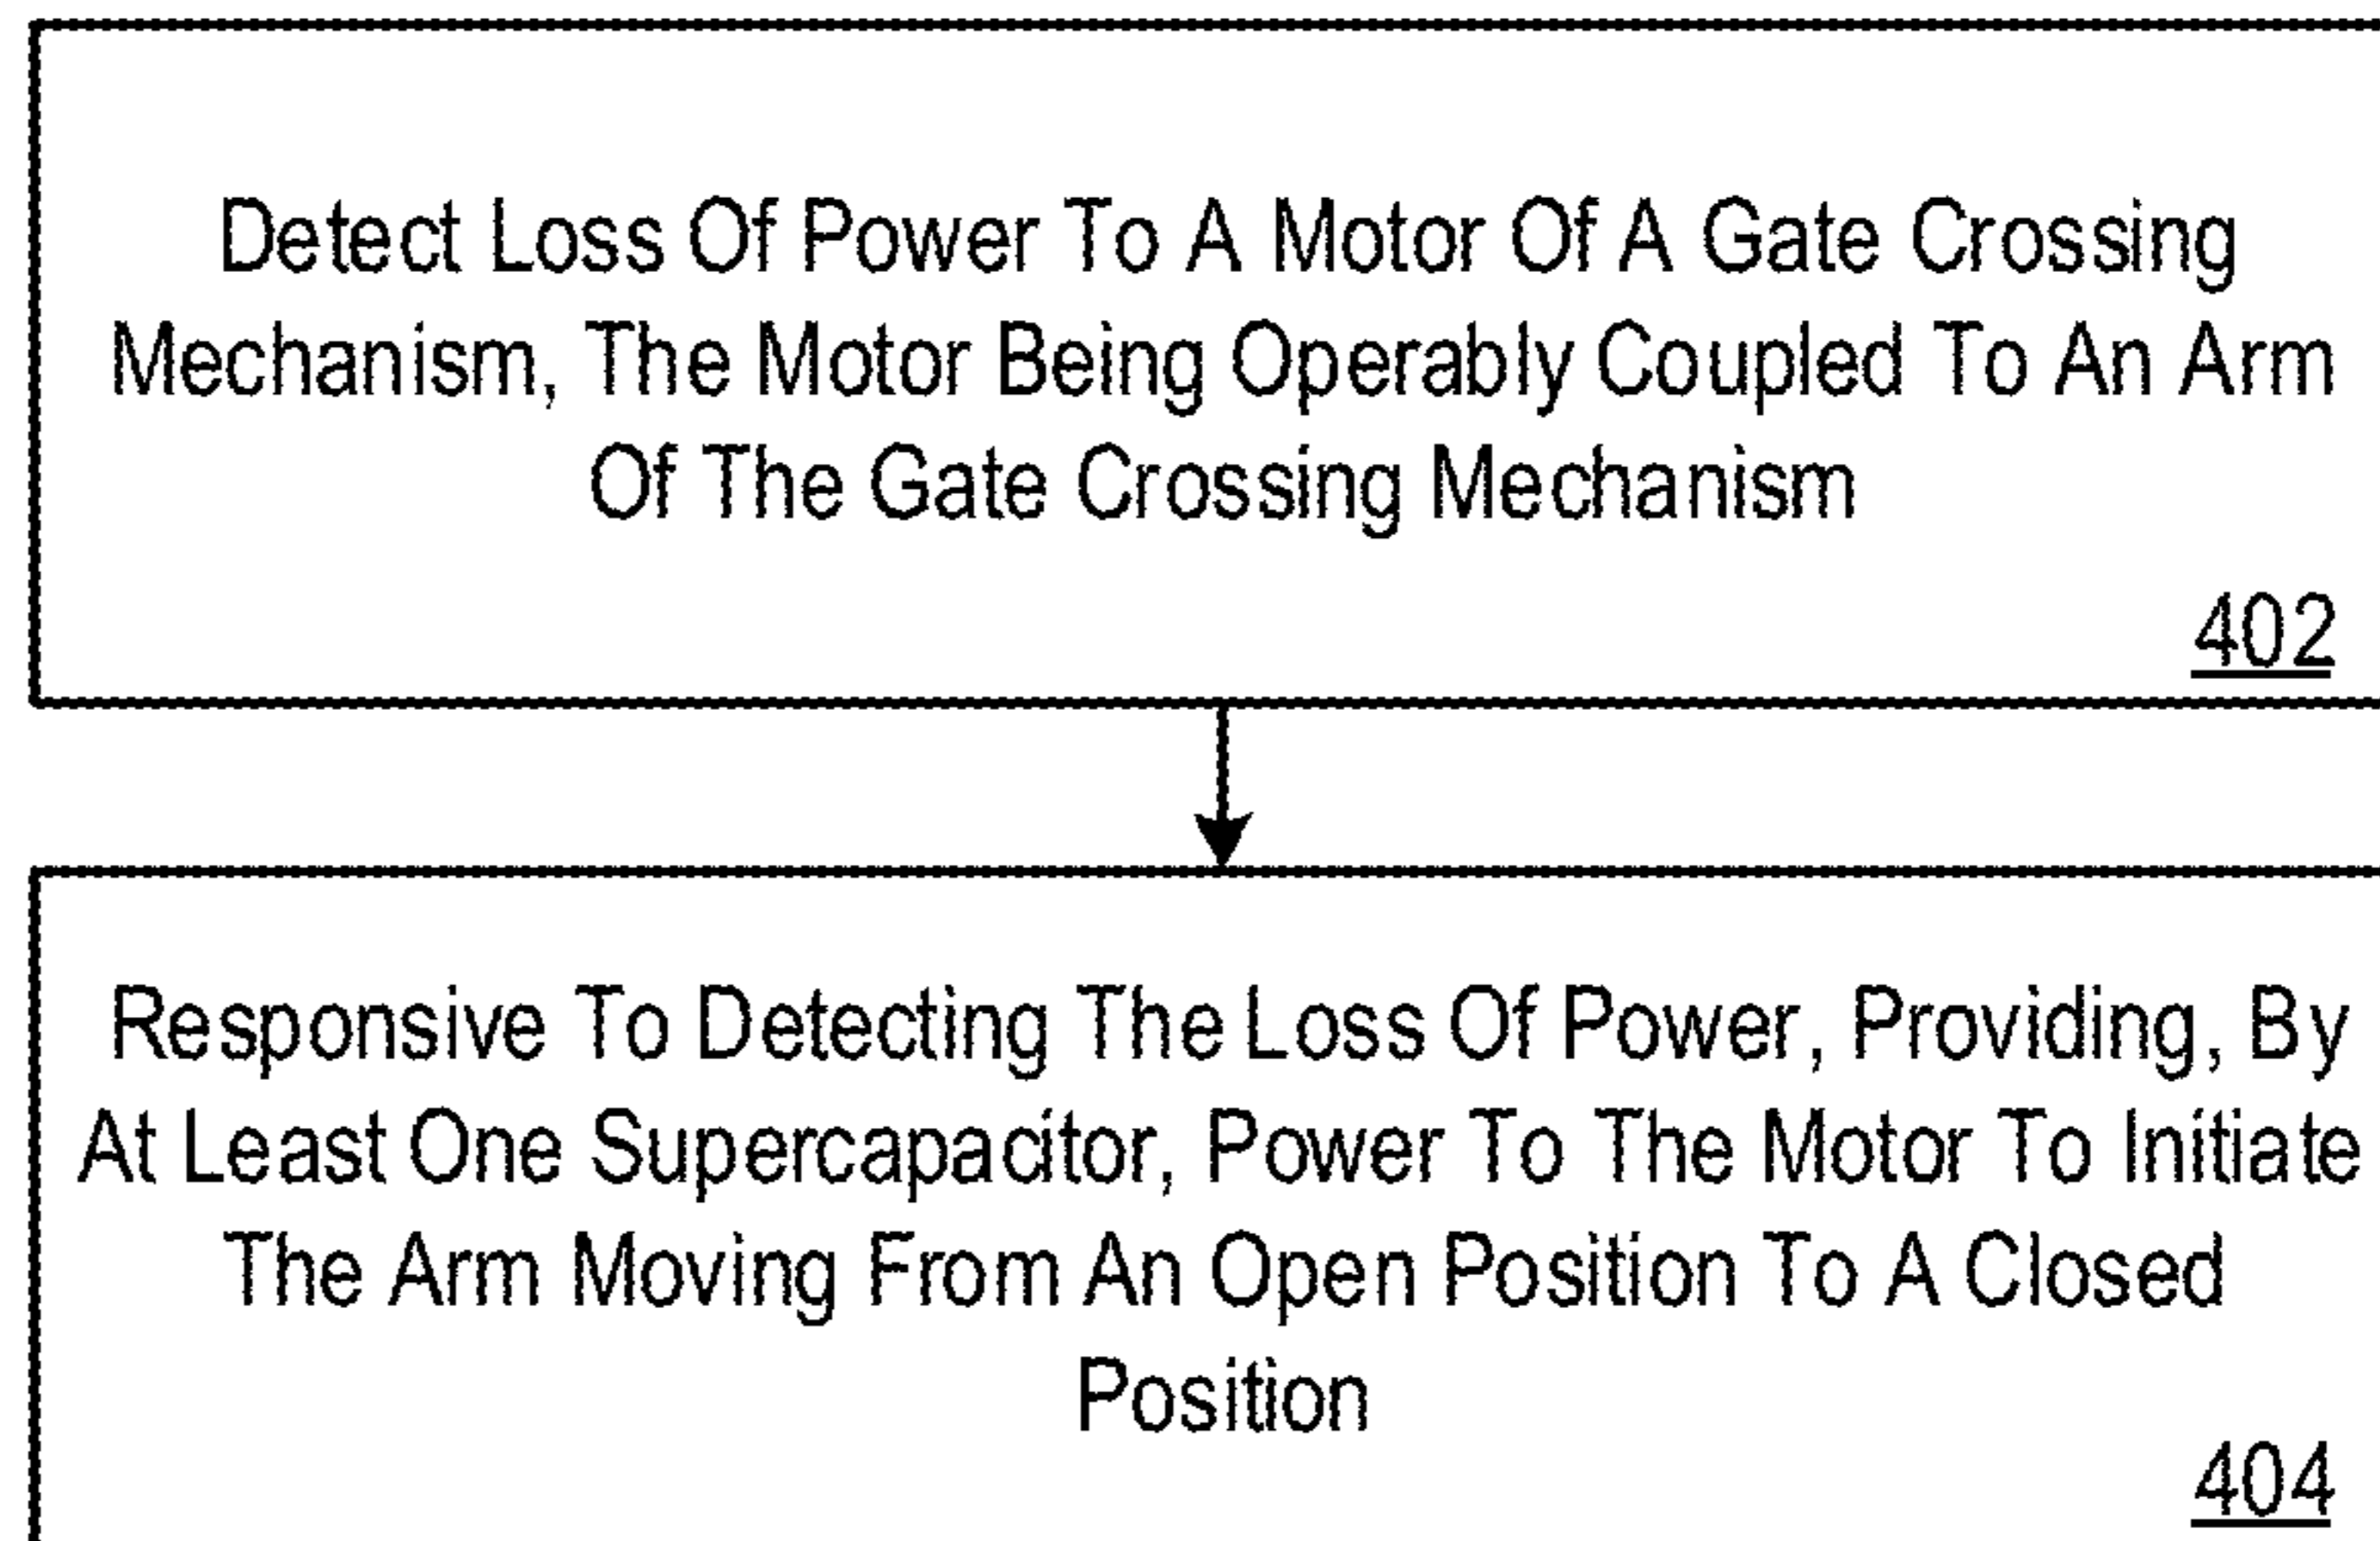 Detect Loss Of Power To A Motor Of A Gate Crossing
Mechanism, The Motor Being Operably Coupled To An Arm
Of The Gate Crossing Mechanism
402
Responsive To Detecting The Loss Of Power, Providing, By
At Least One Supercapacitor, Power To The Motor To Initiate
The Arm Moving From An Open Position To A Closed
Position
404